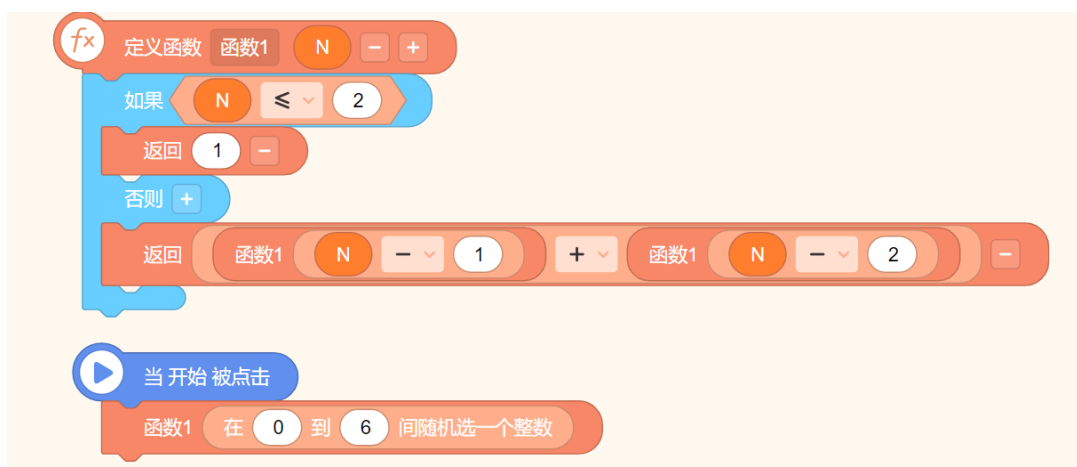 fx 定义函数 函数1 N − +
如果 N ≤ 2
返回 1 −
否则 +
返回 函数1 N − 1 + 函数1 N − 2 −
当 开始 被点击
函数1 在 0 到 6 间随机选一个整数